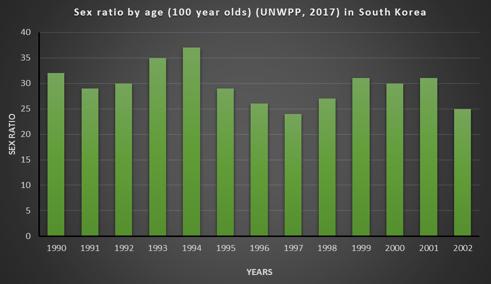 Sex ratio by age (100 year olds) (UNWPP, 2017) in South Korea
40
35
30
25
20
15
10
5
0
SEX RATIO
1990 1991 1992 1993 1994 1995 1996 1997 1998 1999 2000 2001 2002
YEARS